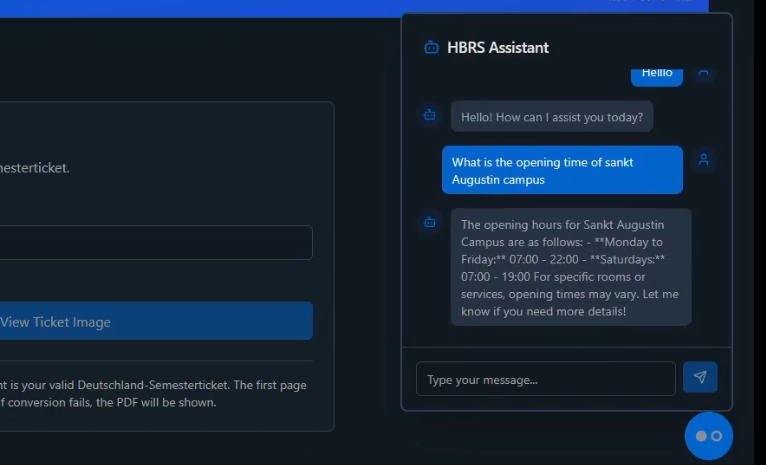 HBRS Assistant
Helllo
Hello! How can I assist you today?
What is the opening time of sankt
Augustin campus
The opening hours for Sankt Augustin
Campus are as follows: - **Monday to
Friday:** 07:00 - 22:00 - **Saturdays:**
07:00 - 19:00 For specific rooms or
services, opening times may vary. Let me
know if you need more details!
Type your message...
mesterticket.
View Ticket Image
nt is your valid Deutschland-Semesterticket. The first page
f conversion fails, the PDF will be shown.